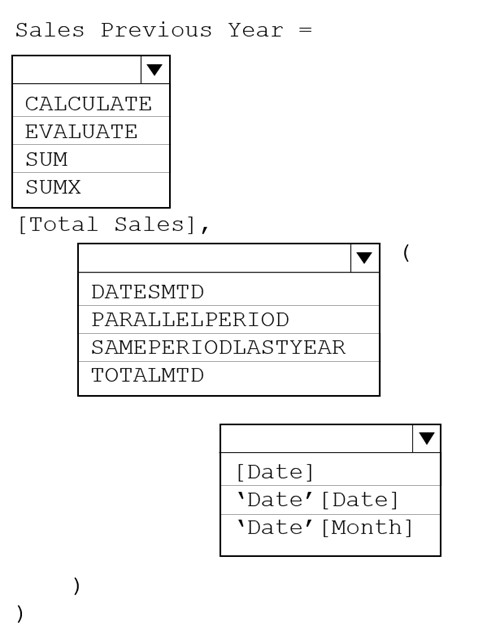 Sales Previous Year =
CALCULATE
EVALUATE
SUM
SUMX
[Total Sales],
(
DATESMTD
PARALLELPERIOD
SAMEPERIODLASTYEAR
TOTALMTD
[Date]
‘Date’[Date]
‘Date’[Month]
)
)